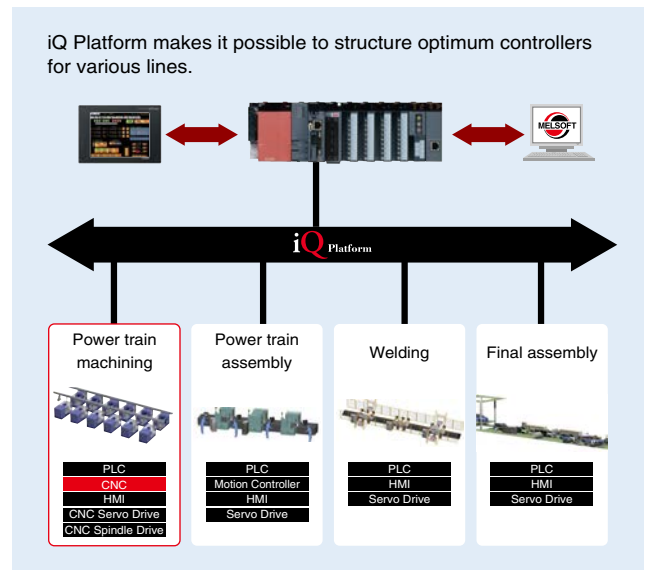 iQ Platform makes it possible to structure optimum controllers
for various lines.
MELSOFT
iQ Platform
Power train
machining
Power train
assembly
Welding
Final assembly
PLC
CNC
HMI
CNC Servo Drive
CNC Spindle Drive
PLC
Motion Controller
HMI
Servo Drive
PLC
HMI
Servo Drive
PLC
HMI
Servo Drive